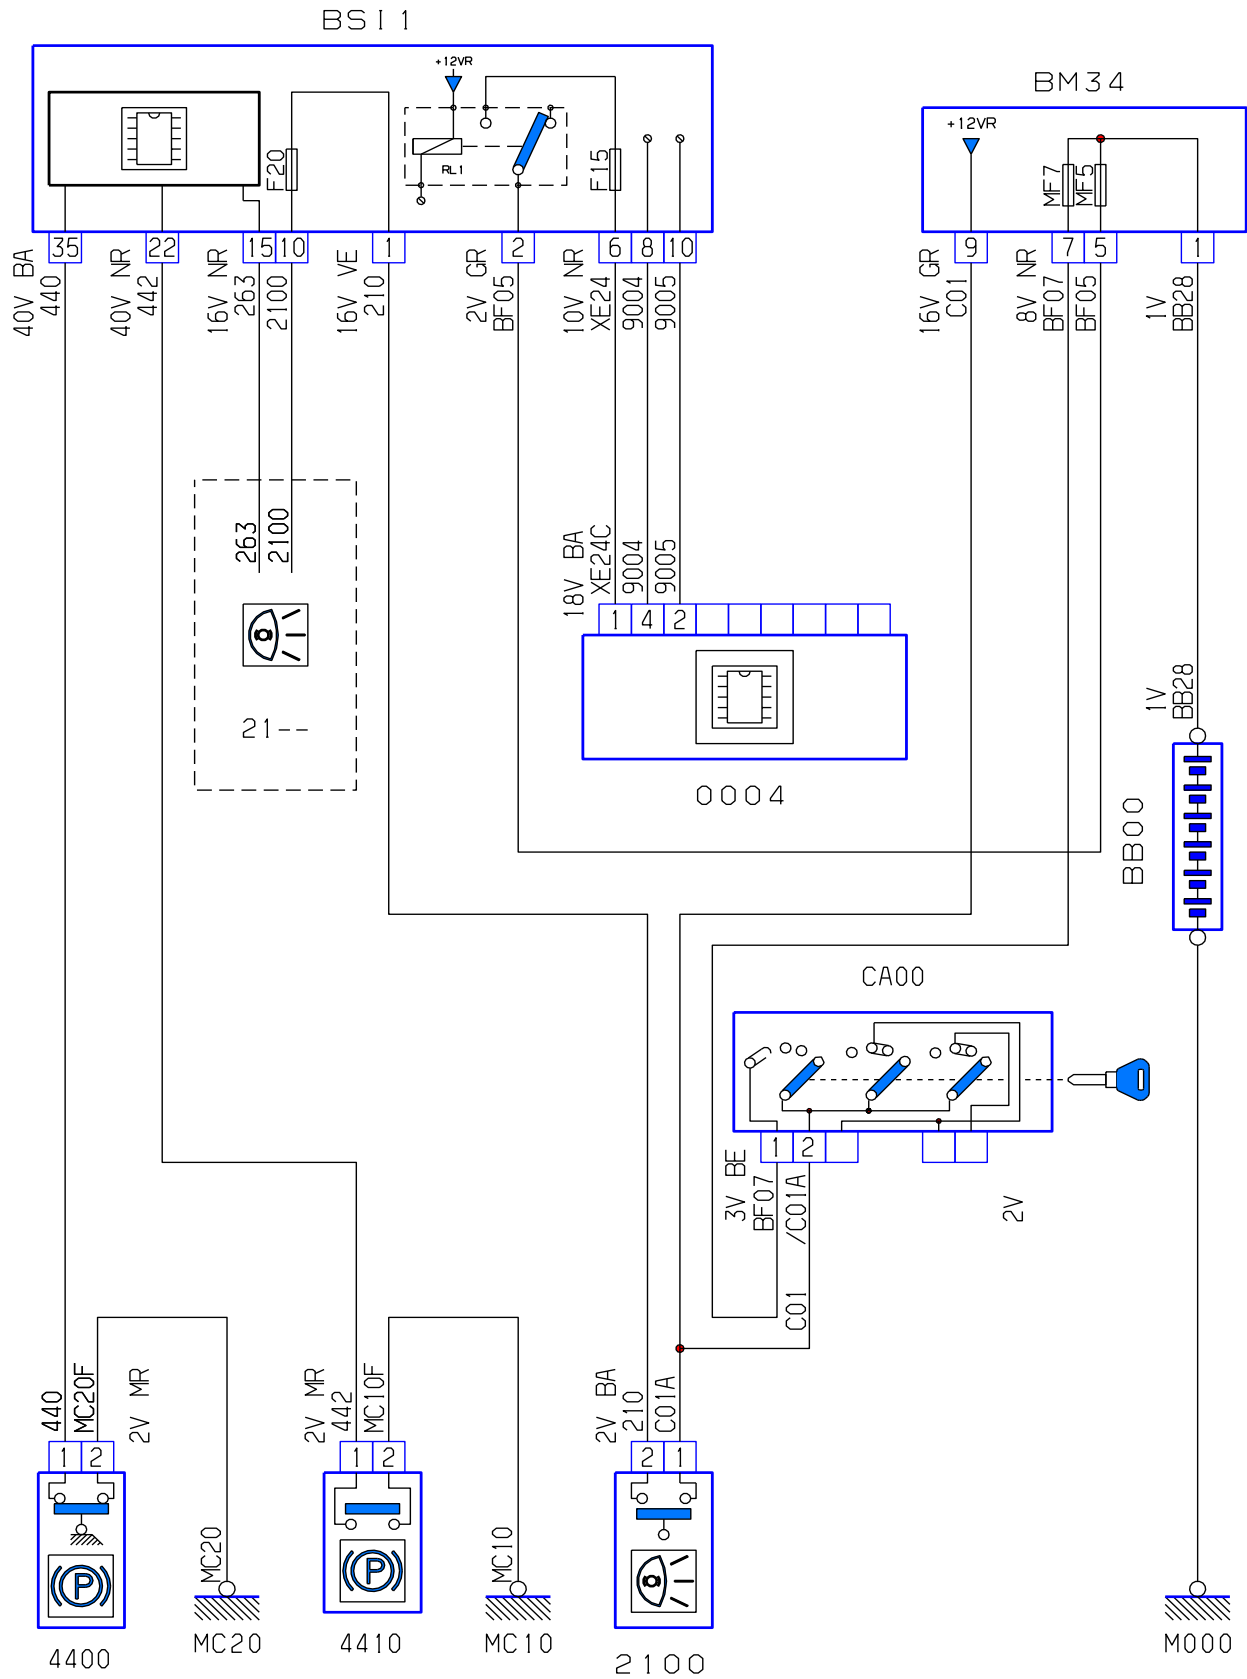 BSI1
BM34
+12VR
+12VR
RL1
F20
F15
MF7
MF5
35
22
15
10
1
2
6
8
10
9
7
5
1
40V BA
440
40V NR
442
16V NR
263
2100
16V VE
210
2V GR
BF05
10V NR
XE24
9004
9005
16V GR
C01
8V NR
BF07
BF05
1V
BB28
263
2100
21--
18V BA
XE24C
9004
9005
1
4
2
0004
1V
BB28
BB00
CA00
1
2
3V BE
BF07
/C01A
C01
2V
440
MC20F
2V MR
1
2
4400
MC20
MC20
2V MR
442
MC10F
1
2
4410
MC10
MC10
2V BA
210
C01A
2
1
2100
M000
P
P